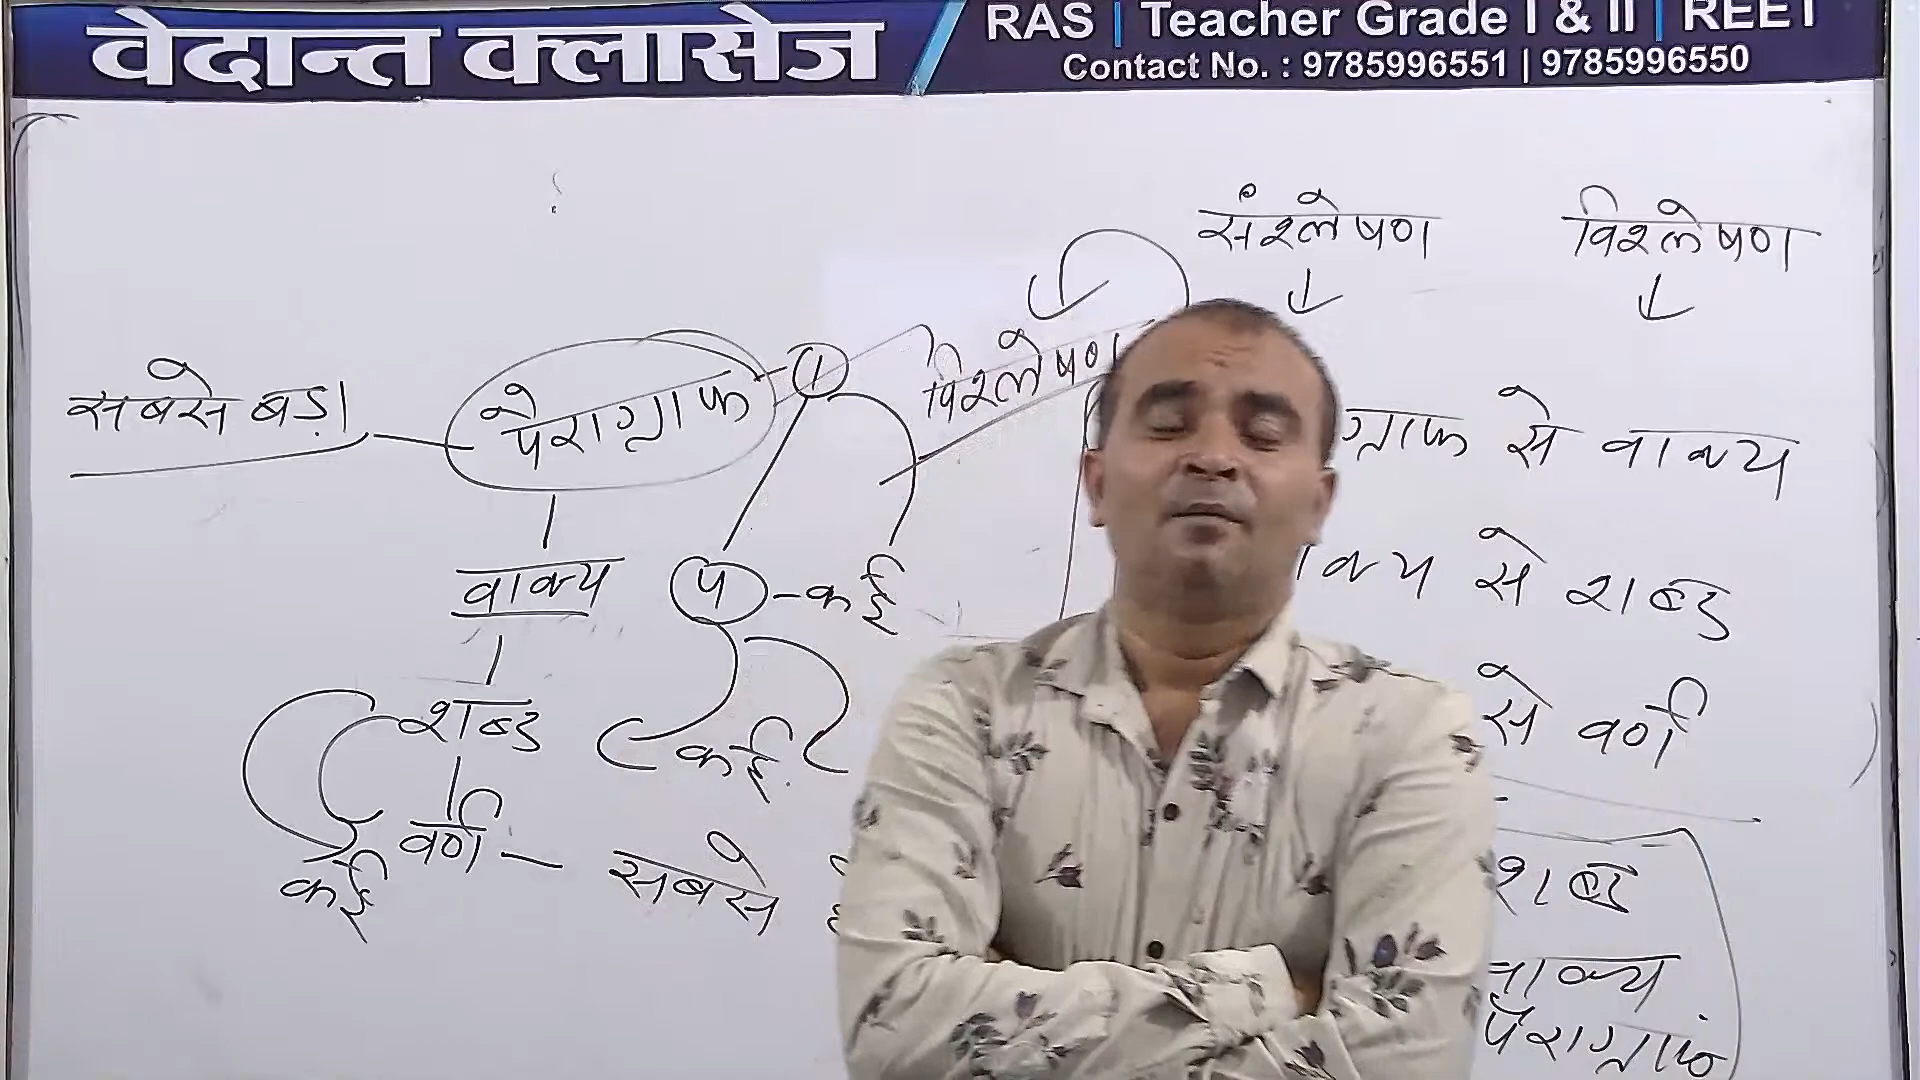 वेदान्त क्लासेज
RAS | Teacher Grade I & II | REET
Contact No. : 9785996551 | 9785996550
संश्लेषण विश्लेषण
सबसे बड़ा पैराग्राफ 1 विश्लेषण
ग्राफ से वाक्य
वाक्य प - कई
क्य से शब्द
शब्द कई
से वर्ण
वर्ण - सबसे
कई
शब्द
वाक्य
पैराग्राफ